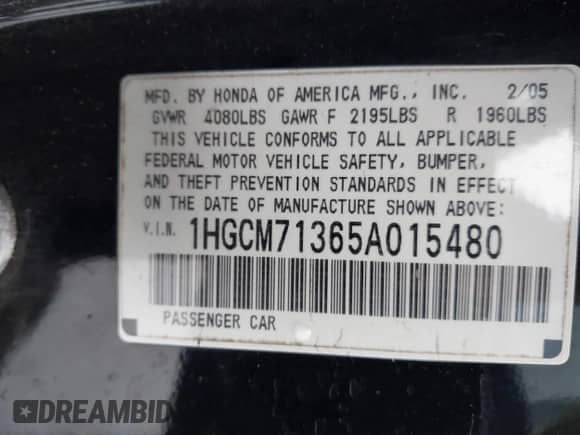 MFD. BY HONDA OF AMERICA MFG., INC. 2/05
GVWR 4080LBS GAWR F 2195LBS R 1960LBS
THIS VEHICLE CONFORMS TO ALL APPLICABLE
FEDERAL MOTOR VEHICLE SAFETY, BUMPER,
AND THEFT PREVENTION STANDARDS IN EFFECT
ON THE DATE OF MANUFACTURE SHOWN ABOVE:
V.I.N. 1HGCM71365A015480
PASSENGER CAR
DREAMBID